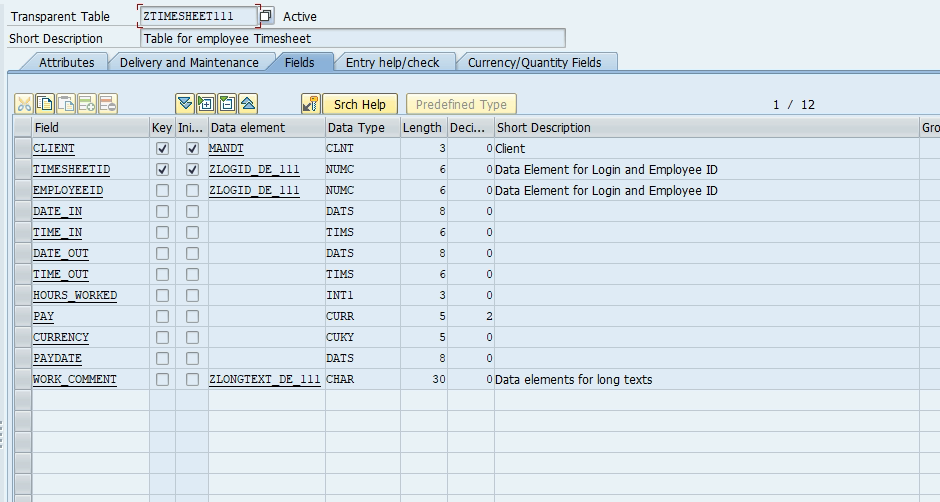 Transparent Table ZTIMESHEET111 Active
Short Description Table for employee Timesheet
Attributes Delivery and Maintenance Fields Entry help/check Currency/Quantity Fields
Srch Help Predefined Type 1 / 12
Field Key Ini... Data element Data Type Length Deci... Short Description Gro
CLIENT MANDT CLNT 3 0 Client
TIMESHEETID ZLOGID_DE_111 NUMC 6 0 Data Element for Login and Employee ID
EMPLOYEEID ZLOGID_DE_111 NUMC 6 0 Data Element for Login and Employee ID
DATE_IN DATS 8 0
TIME_IN TIMS 6 0
DATE_OUT DATS 8 0
TIME_OUT TIMS 6 0
HOURS_WORKED INT1 3 0
PAY CURR 5 2
CURRENCY CUKY 5 0
PAYDATE DATS 8 0
WORK_COMMENT ZLONGTEXT_DE_111 CHAR 30 0 Data elements for long texts